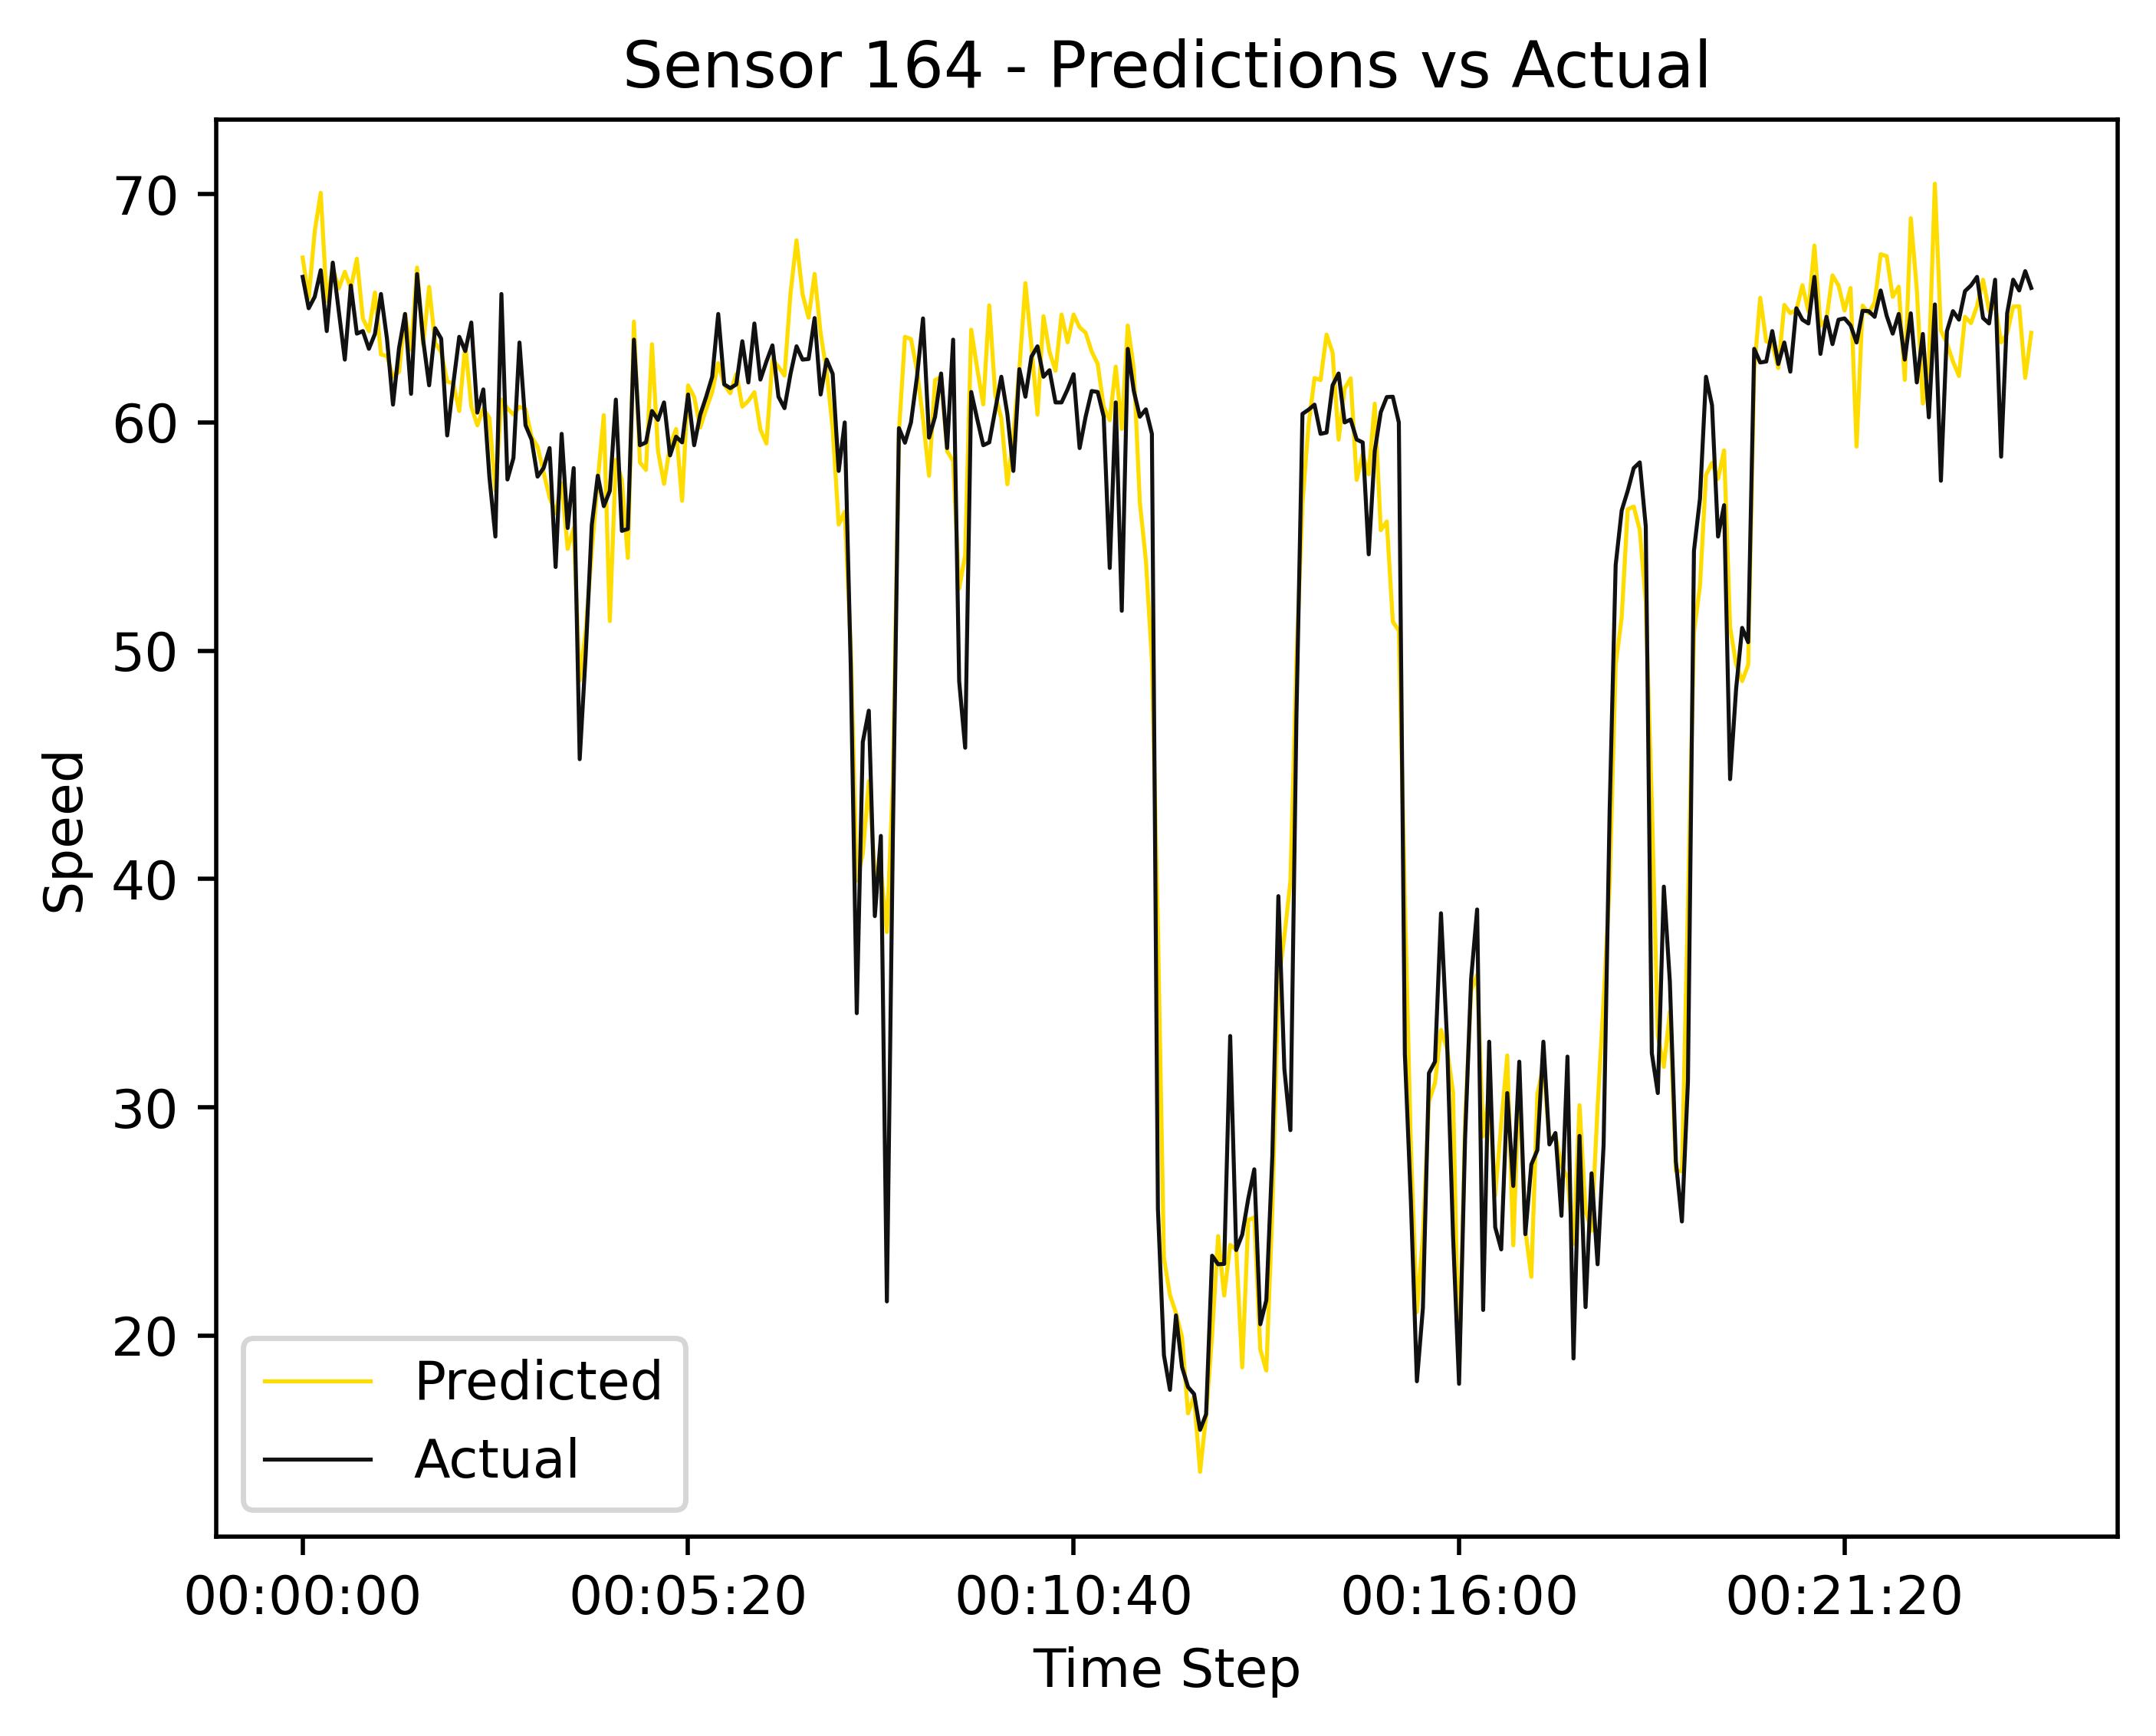 Sensor 164 - Predictions vs Actual
70
60
50
40
30
20
Speed
Predicted
Actual
00:00:00
00:05:20
00:10:40
00:16:00
00:21:20
Time Step